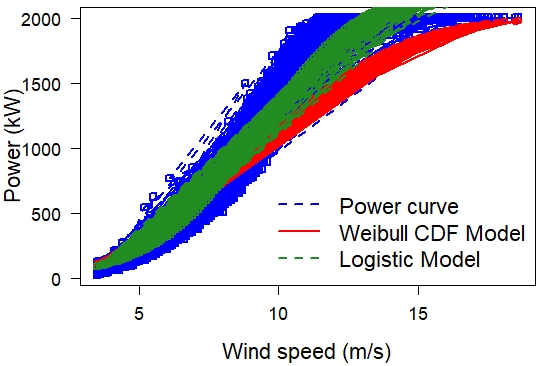 2000
1500
1000
500
0
Power (kW)
Power curve
Weibull CDF Model
Logistic Model
5 10 15
Wind speed (m/s)